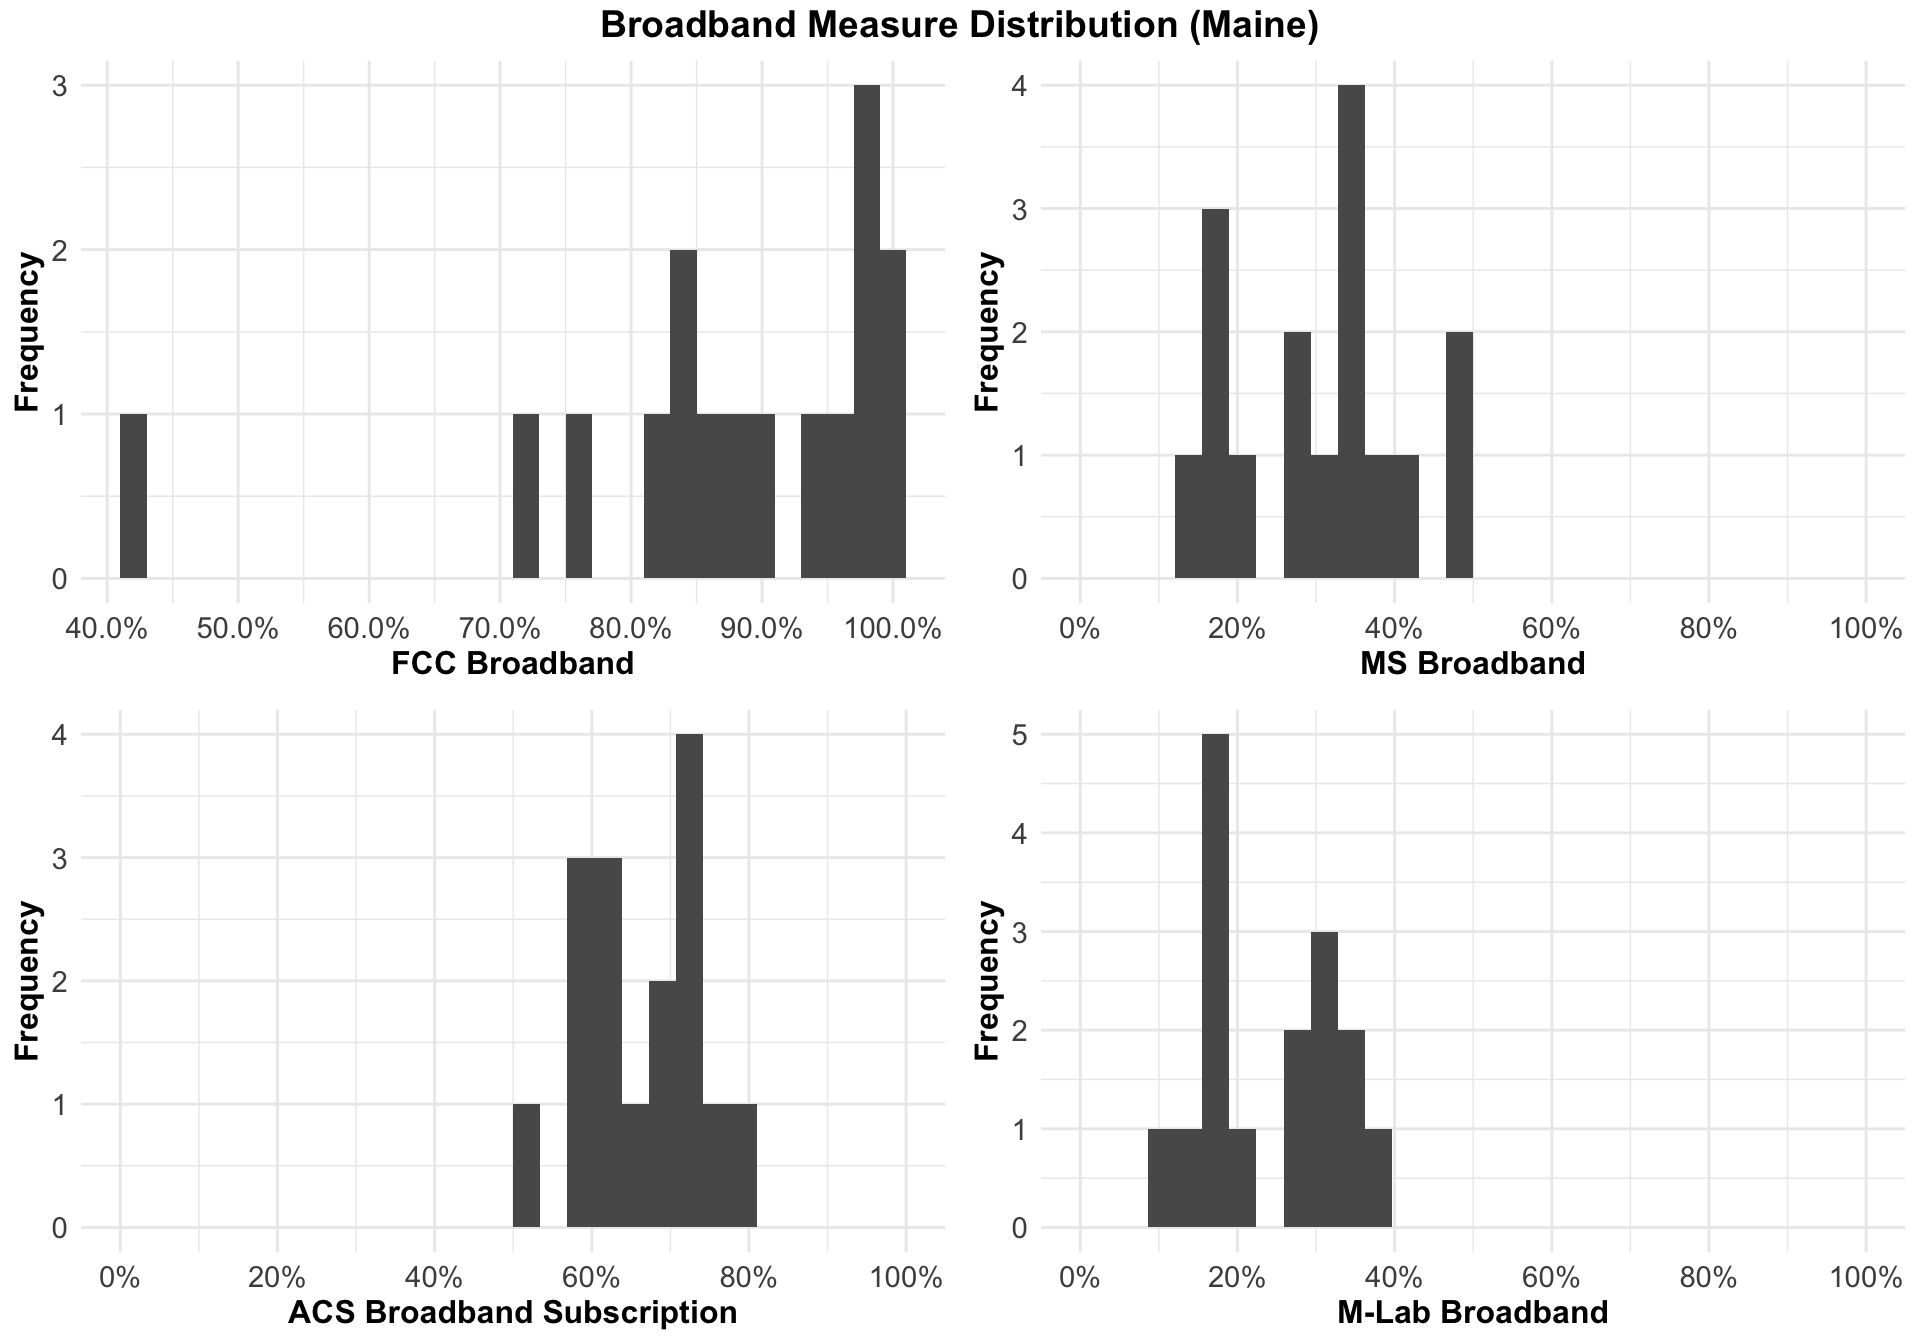 Broadband Measure Distribution (Maine)
Frequency
3
2
1
0
40.0% 50.0% 60.0% 70.0% 80.0% 90.0% 100.0%
FCC Broadband
Frequency
4
3
2
1
0
0% 20% 40% 60% 80% 100%
MS Broadband
Frequency
4
3
2
1
0
0% 20% 40% 60% 80% 100%
ACS Broadband Subscription
Frequency
5
4
3
2
1
0
0% 20% 40% 60% 80% 100%
M-Lab Broadband